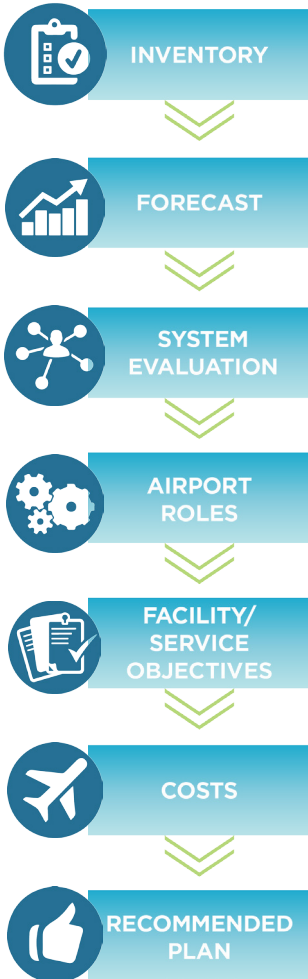 INVENTORY
FORECAST
SYSTEM
EVALUATION
AIRPORT
ROLES
FACILITY/
SERVICE
OBJECTIVES
COSTS
RECOMMENDED
PLAN